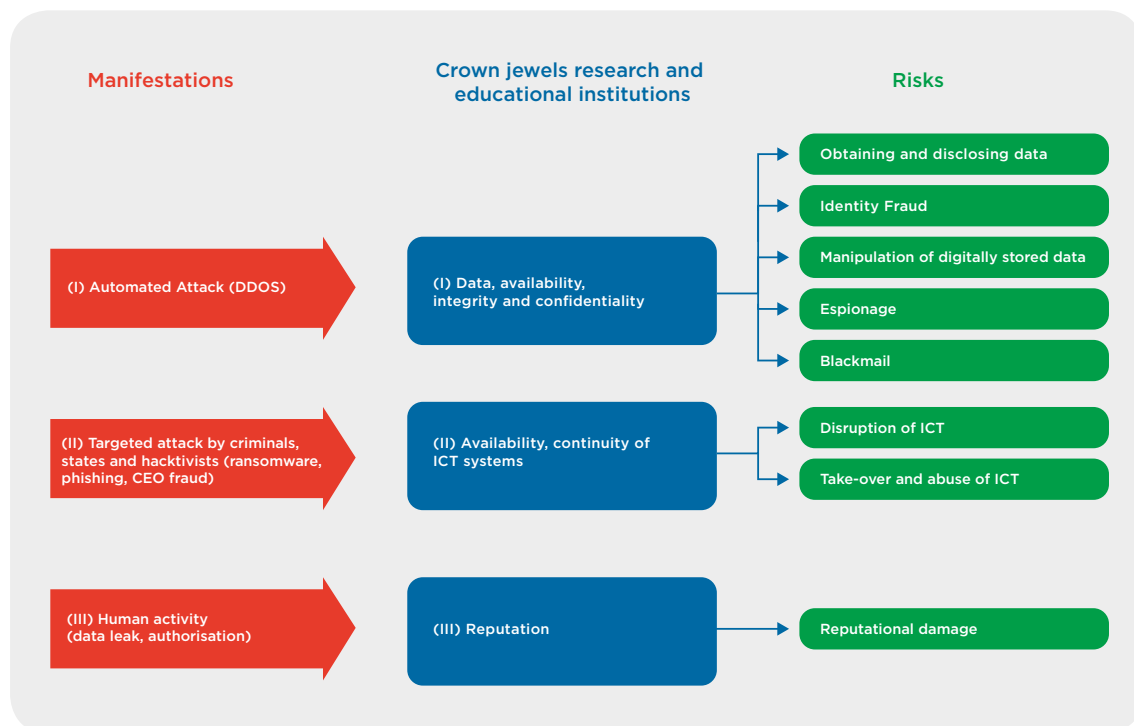 Manifestations
Crown jewels research and
educational institutions
Risks
(I) Automated Attack (DDOS)
(I) Data, availability,
integrity and confidentiality
Obtaining and disclosing data
Identity Fraud
Manipulation of digitally stored data
Espionage
Blackmail
(II) Targeted attack by criminals,
states and hacktivists (ransomware,
phishing, CEO fraud)
(II) Availability, continuity of
ICT systems
Disruption of ICT
Take-over and abuse of ICT
(III) Human activity
(data leak, authorisation)
(III) Reputation
Reputational damage